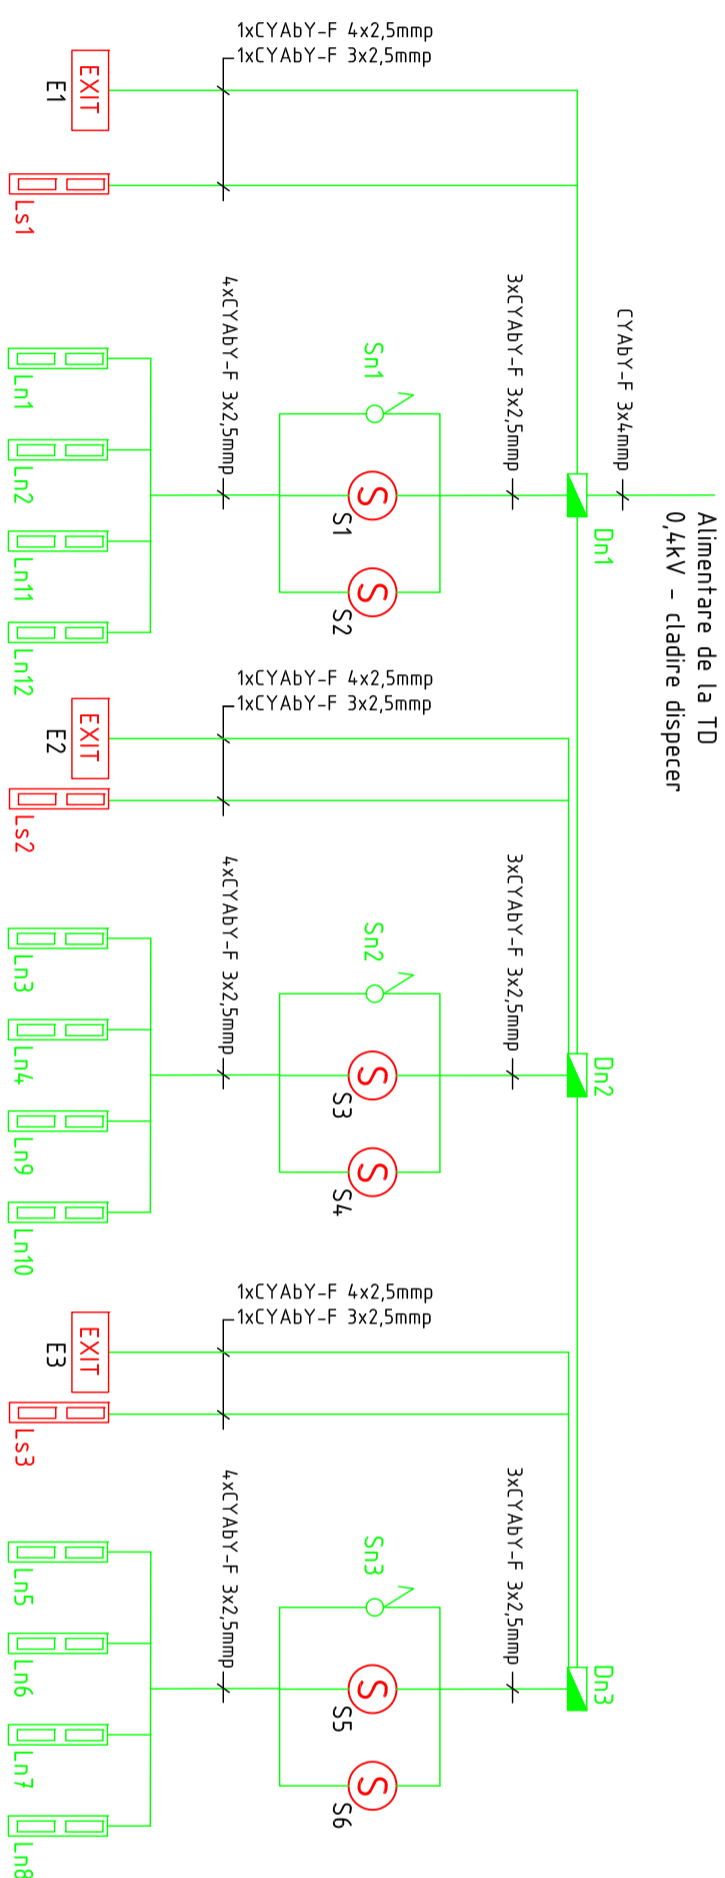 Alimentare de la TD
0,4kV - cladire dispecer
CYAbY-F 3x4mmp
Dn1
Dn2
Dn3
3xCYAbY-F 3x2,5mmp
3xCYAbY-F 3x2,5mmp
3xCYAbY-F 3x2,5mmp
1xCYAbY-F 4x2,5mmp
1xCYAbY-F 3x2,5mmp
Sn1
S
S1
S
S2
4xCYAbY-F 3x2,5mmp
1xCYAbY-F 4x2,5mmp
1xCYAbY-F 3x2,5mmp
Sn2
S
S3
S
S4
4xCYAbY-F 3x2,5mmp
1xCYAbY-F 4x2,5mmp
1xCYAbY-F 3x2,5mmp
Sn3
S
S5
S
S6
4xCYAbY-F 3x2,5mmp
EXIT
E1
Ls1
Ln1
Ln2
Ln11
Ln12
EXIT
E2
Ls2
Ln3
Ln4
Ln9
Ln10
EXIT
E3
Ls3
Ln5
Ln6
Ln7
Ln8